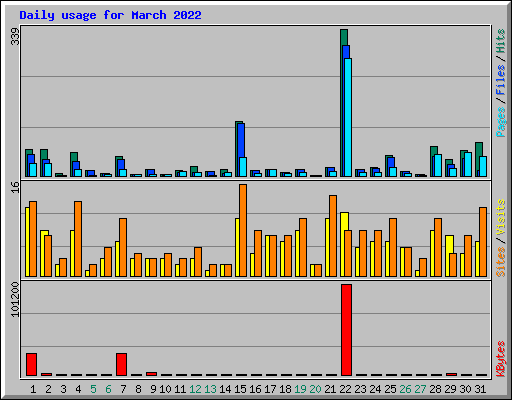 Daily usage for March 2022
339
Pages / Files / Hits
16
Sites / Visits
101200
KBytes
1 2 3 4 5 6 7 8 9 10 11 12 13 14 15 16 17 18 19 20 21 22 23 24 25 26 27 28 29 30 31